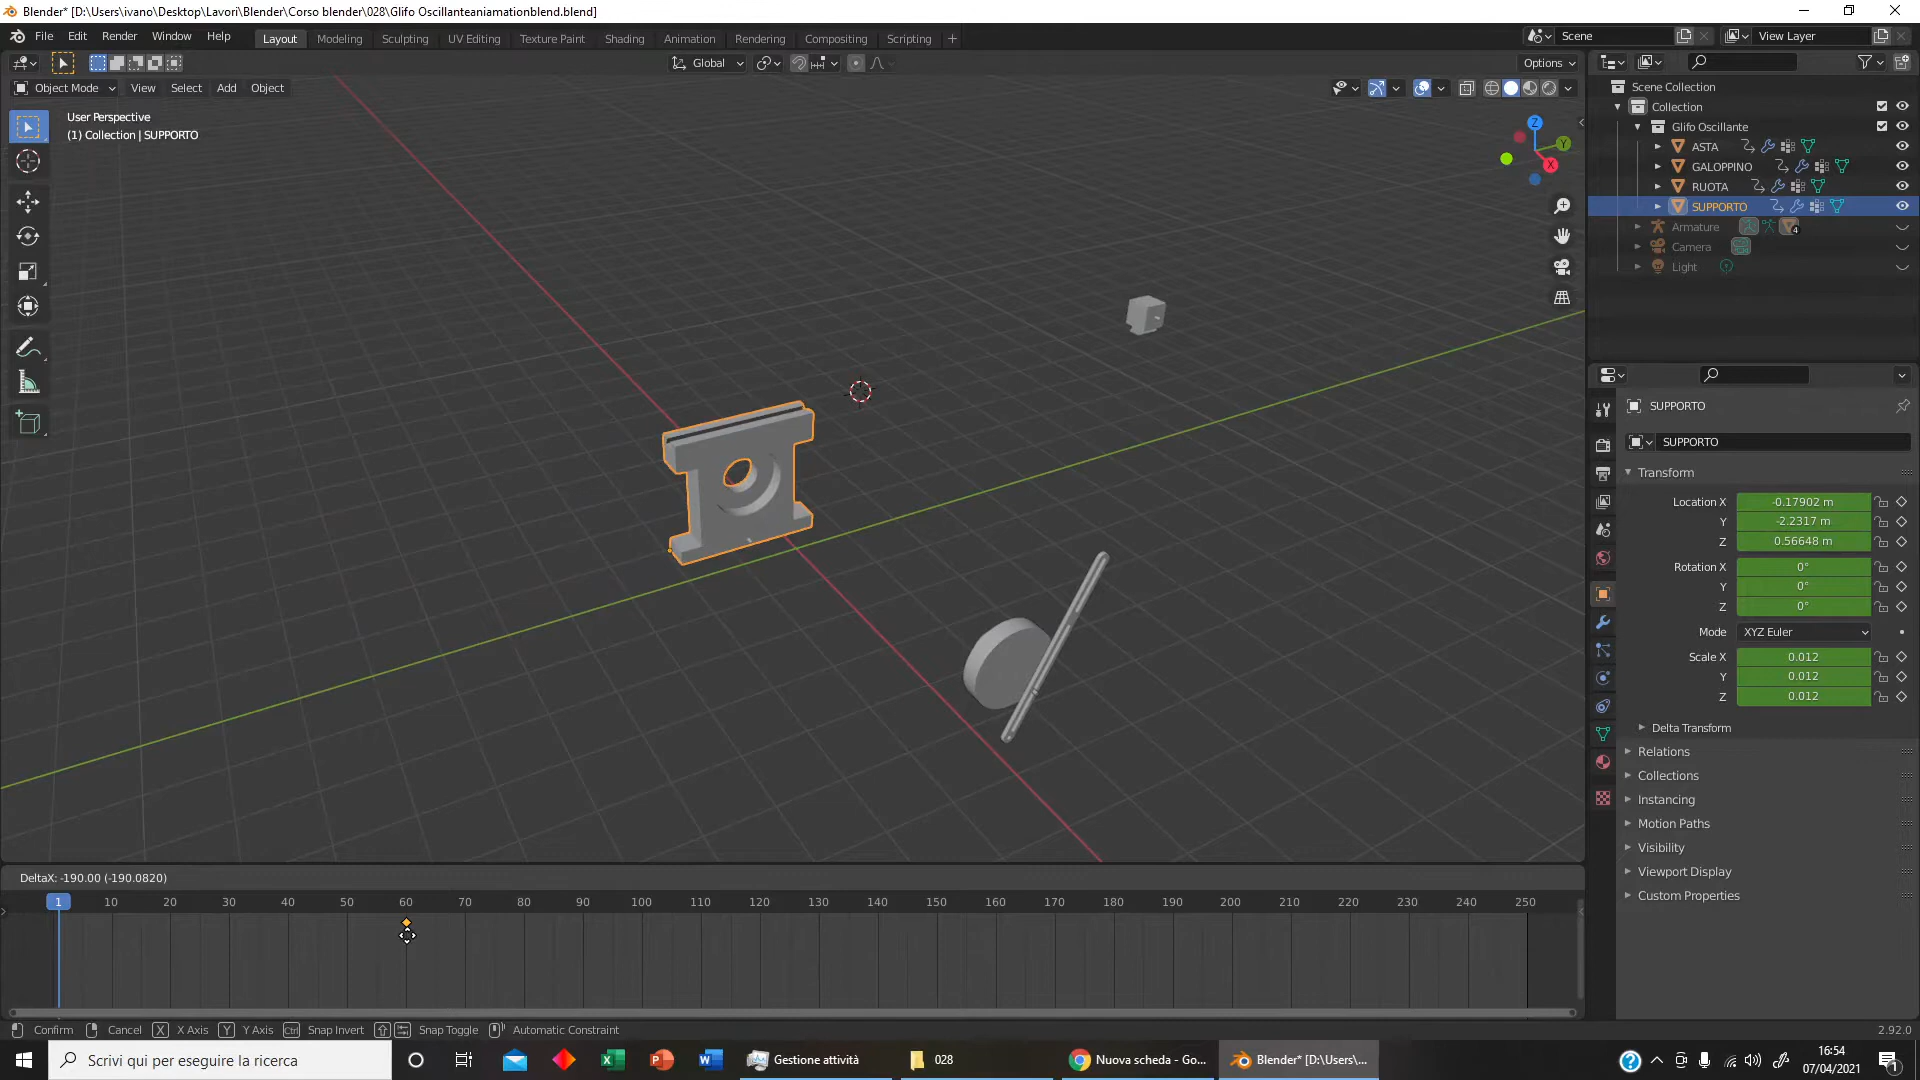 Blender* [D:\Users\ivano\Desktop\Lavori\Blender\Corso blender\028\Glifo Oscillanteaniamationblend.blend]
File Edit Render Window Help
Layout Modeling Sculpting UV Editing Texture Paint Shading Animation Rendering Compositing Scripting +
Scene View Layer
Global Options
Object Mode View Select Add Object
User Perspective
(1) Collection | SUPPORTO
Z
Y
X
Scene Collection
Collection
Glifo Oscillante
ASTA
GALOPPINO
RUOTA
SUPPORTO
Armature 4
Camera
Light
SUPPORTO
SUPPORTO
Transform
Location X -0.17902 m
Y -2.2317 m
Z 0.56648 m
Rotation X 0°
Y 0°
Z 0°
Mode XYZ Euler
Scale X 0.012
Y 0.012
Z 0.012
Delta Transform
Relations
Collections
Instancing
Motion Paths
Visibility
Viewport Display
Custom Properties
DeltaX: -190.00 (-190.0820)
1 10 20 30 40 50 60 70 80 90 100 110 120 130 140 150 160 170 180 190 200 210 220 230 240 250
Confirm Cancel X X Axis Y Y Axis Ctrl Snap Invert Snap Toggle Automatic Constraint 2.92.0
Scrivi qui per eseguire la ricerca Gestione attività 028 Nuova scheda - Go... Blender* [D:\Users\... 16:54
07/04/2021 1